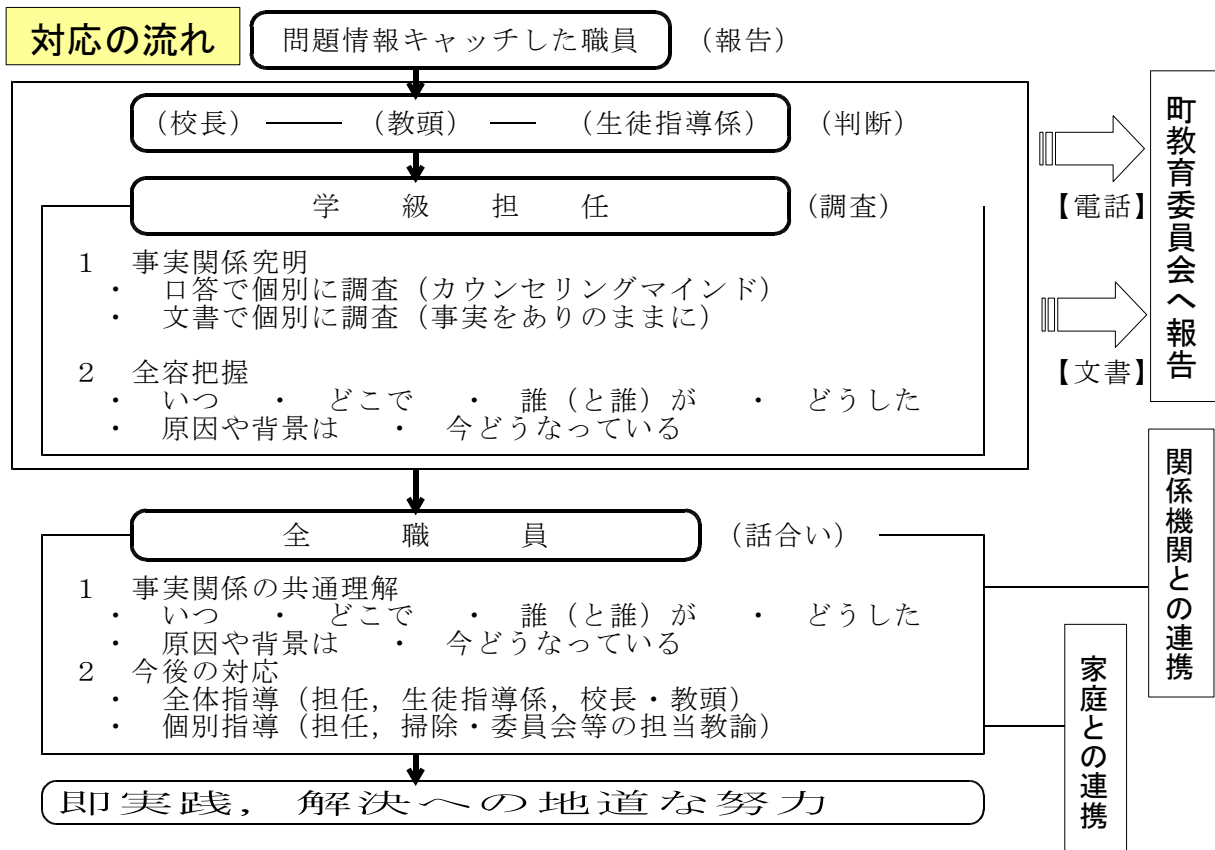 対応の流れ
問題情報キャッチした職員 （報告）
（校長） ―― （教頭） ― （生徒指導係） （判断）
学級担任 （調査）
１ 事実関係究明
・ 口答で個別に調査（カウンセリングマインド）
・ 文書で個別に調査（事実をありのままに）
２ 全容把握
・ いつ ・ どこで ・ 誰（と誰）が ・ どうした
・ 原因や背景は ・ 今どうなっている
【電話】
【文書】
町教育委員会へ報告
全職員 （話合い）
１ 事実関係の共通理解
・ いつ ・ どこで ・ 誰（と誰）が ・ どうした
・ 原因や背景は ・ 今どうなっている
２ 今後の対応
・ 全体指導（担任，生徒指導係，校長・教頭）
・ 個別指導（担任，掃除・委員会等の担当教諭）
関係機関との連携
家庭との連携
即実践，解決への地道な努力